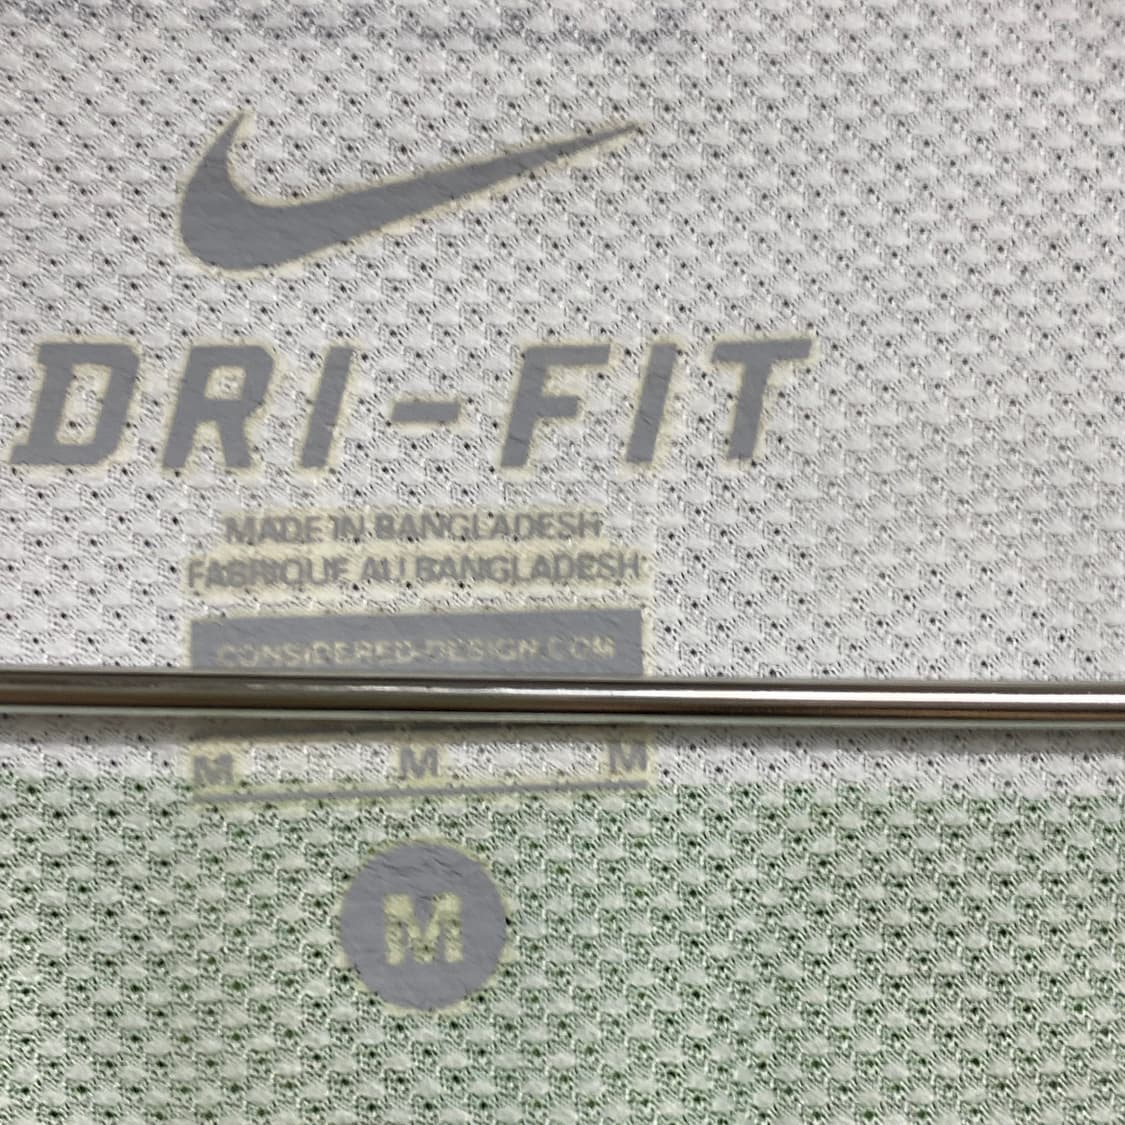 DRI-FIT
MADE IN BANGLADESH
FABRIQUE AU BANGLADESH
CONSIDERED-DESIGN.COM
M M M
M